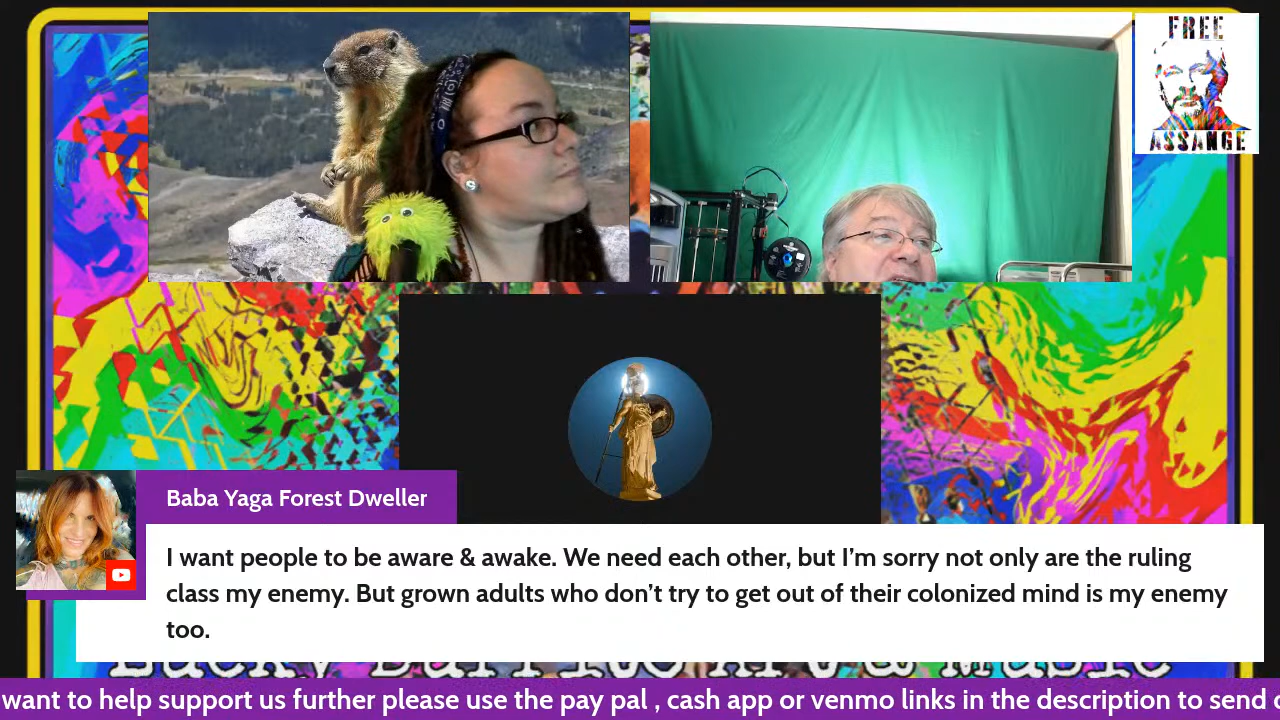 FREE
ASSANGE
Baba Yaga Forest Dweller
I want people to be aware & awake. We need each other, but I’m sorry not only are the ruling
class my enemy. But grown adults who don’t try to get out of their colonized mind is my enemy
too.
want to help support us further please use the pay pal , cash app or venmo links in the description to send